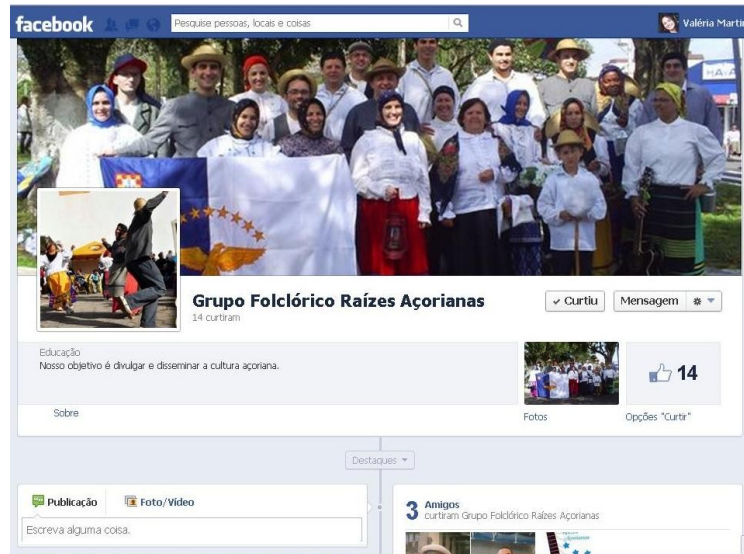 facebook
Pesquise pessoas, locais e coisas
Valéria Martin
Grupo Folclórico Raízes Açorianas
14 curtiram
Curtiu
Mensagem
Educação
Nosso objetivo é divulgar e disseminar a cultura açoriana.
14
Sobre
Fotos
Opções "Curtir"
Destaques
Publicação
Foto/Vídeo
Escreva alguma coisa.
3 Amigos
curtiram Grupo Folclórico Raízes Açorianas